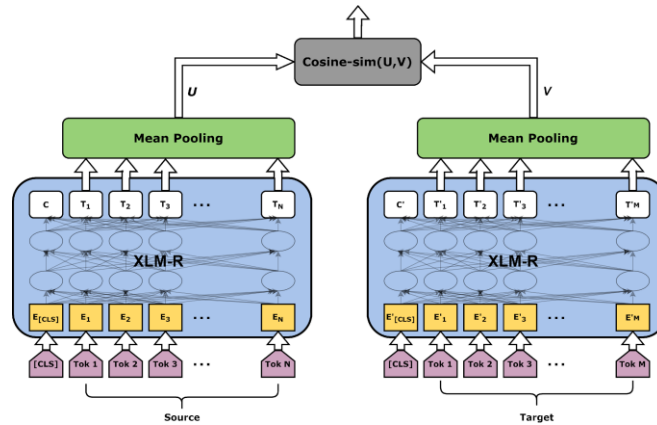 Cosine-sim(U,V)
U
V
Mean Pooling
Mean Pooling
C T1 T2 T3 ... TN
C' T'1 T'2 T'3 ... T'M
XLM-R
XLM-R
E[CLS] E1 E2 E3 ... EN
E'[CLS] E'1 E'2 E'3 ... E'M
[CLS] Tok 1 Tok 2 Tok 3 ... Tok N
[CLS] Tok 1 Tok 2 Tok 3 ... Tok M
Source
Target